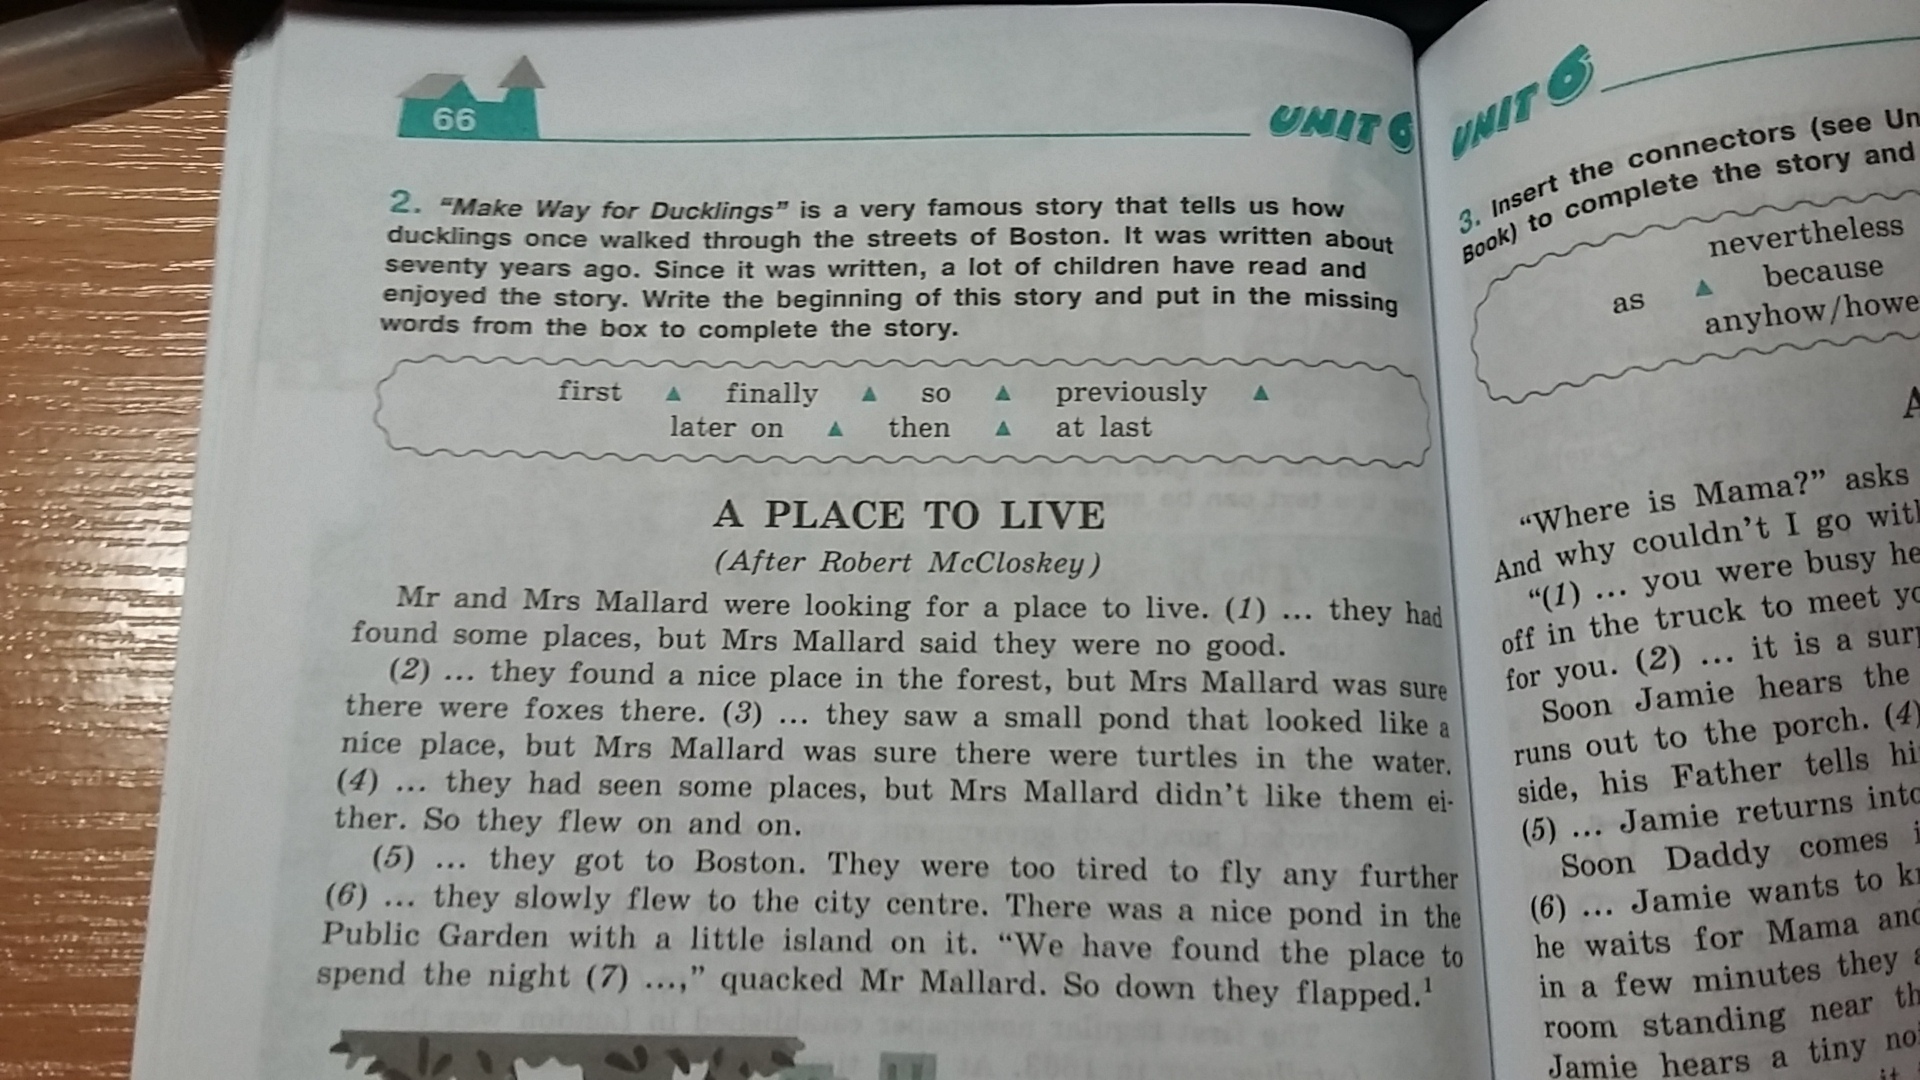 66
UNIT 6
2. “Make Way for Ducklings” is a very famous story that tells us how
ducklings once walked through the streets of Boston. It was written about
seventy years ago. Since it was written, a lot of children have read and
enjoyed the story. Write the beginning of this story and put in the missing
words from the box to complete the story.
first ▲ finally ▲ so ▲ previously ▲
later on ▲ then ▲ at last
A PLACE TO LIVE
(After Robert McCloskey)
Mr and Mrs Mallard were looking for a place to live. (1) ... they had
found some places, but Mrs Mallard said they were no good.
(2) ... they found a nice place in the forest, but Mrs Mallard was sure
there were foxes there. (3) ... they saw a small pond that looked like a
nice place, but Mrs Mallard was sure there were turtles in the water.
(4) ... they had seen some places, but Mrs Mallard didn’t like them ei-
ther. So they flew on and on.
(5) ... they got to Boston. They were too tired to fly any further
(6) ... they slowly flew to the city centre. There was a nice pond in the
Public Garden with a little island on it. “We have found the place to
spend the night (7) ...,” quacked Mr Mallard. So down they flapped.¹
UNIT 6
3. Insert the connectors (see Un
Book) to complete the story and
nevertheless
as ▲ because
anyhow/howe
A
“Where is Mama?” asks
And why couldn’t I go with
“(1) ... you were busy he
off in the truck to meet yo
for you. (2) ... it is a surp
Soon Jamie hears the
runs out to the porch. (4)
side, his Father tells hi
(5) ... Jamie returns into
Soon Daddy comes i
(6) ... Jamie wants to k
he waits for Mama and
in a few minutes they
room standing near th
Jamie hears a tiny no
it